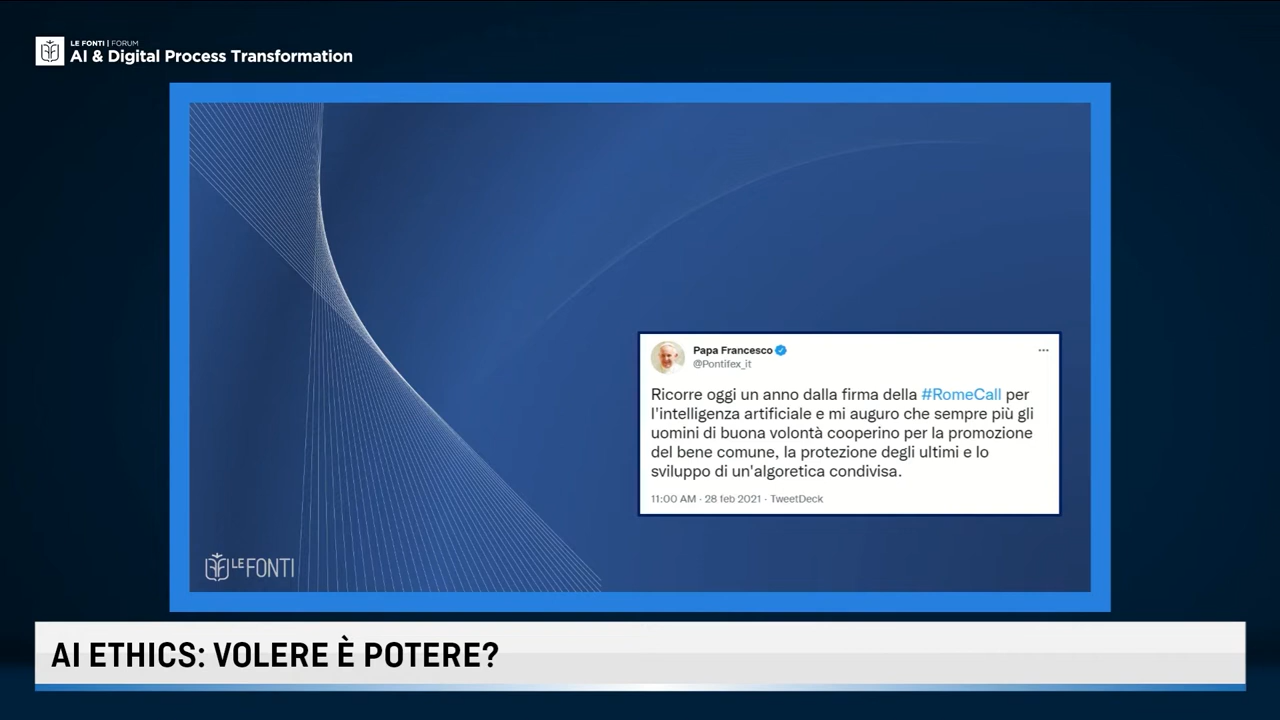 LE FONTI | FORUM
AI & Digital Process Transformation
Papa Francesco
@Pontifex_it
Ricorre oggi un anno dalla firma della #RomeCall per
l'intelligenza artificiale e mi auguro che sempre più gli
uomini di buona volontà cooperino per la promozione
del bene comune, la protezione degli ultimi e lo
sviluppo di un'algoretica condivisa.
11:00 AM · 28 feb 2021 · TweetDeck
LE FONTI
AI ETHICS: VOLERE È POTERE?